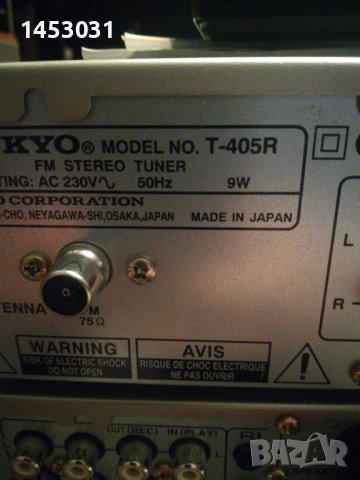 1453031
KYO® MODEL NO. T-405R
FM STEREO TUNER
TING: AC 230V 50Hz 9W
O CORPORATION
-CHO, NEYAGAWA-SHI, OSAKA, JAPAN MADE IN JAPAN
L
R
TENNA
M
75Ω
WARNING
RISK OF ELECTRIC SHOCK
DO NOT OPEN
AVIS
RISQUE DE CHOC ELECTRIQUE
NE PAS OUVRIR
OUT (REC) IN (PLAY)
L
L
RI
SPEAKER
BAZAR